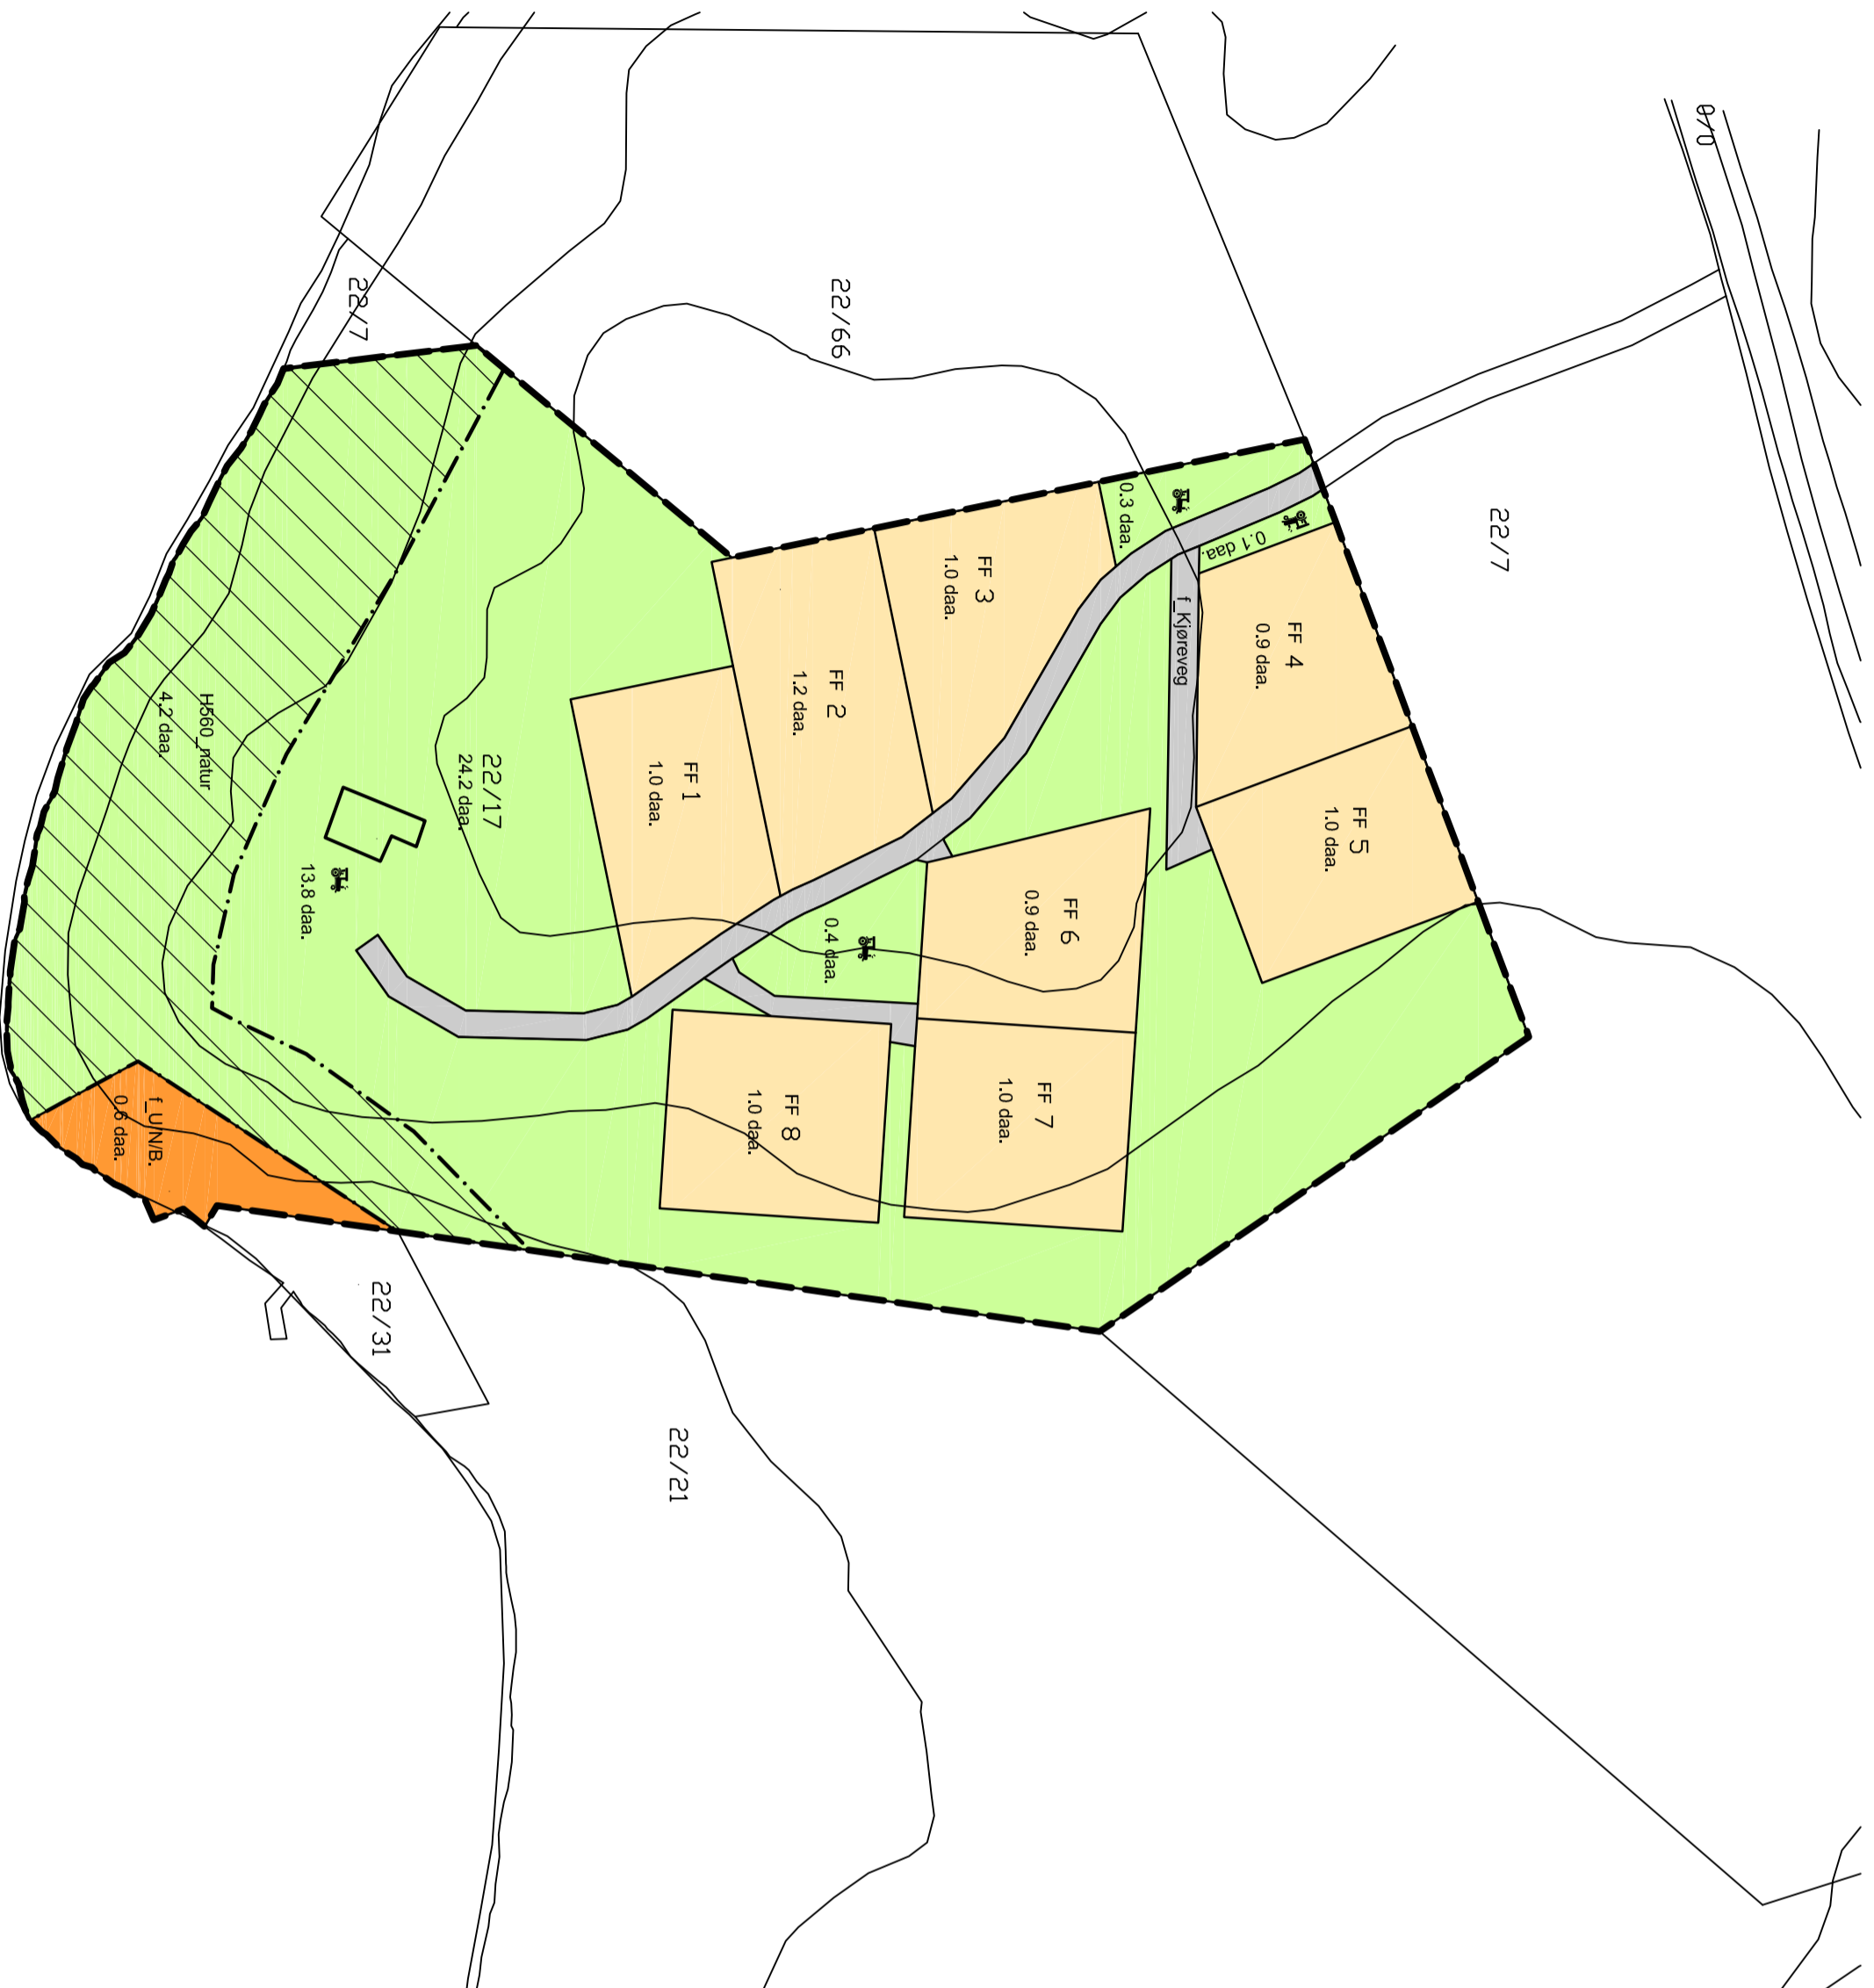 0/0
22/7
22/66
22/7
0.3 daa.
0.1 daa.
f_Kjøreveg
FF 4
0.9 daa.
FF 3
1.0 daa.
FF 2
1.2 daa.
FF 5
1.0 daa.
FF 1
1.0 daa.
22/17
24.2 daa.
H560_natur
4.2 daa.
FF 6
0.9 daa.
0.4 daa.
13.8 daa.
FF 7
1.0 daa.
FF 8
1.0 daa.
f_U/N/B.
0.6 daa.
22/31
22/21